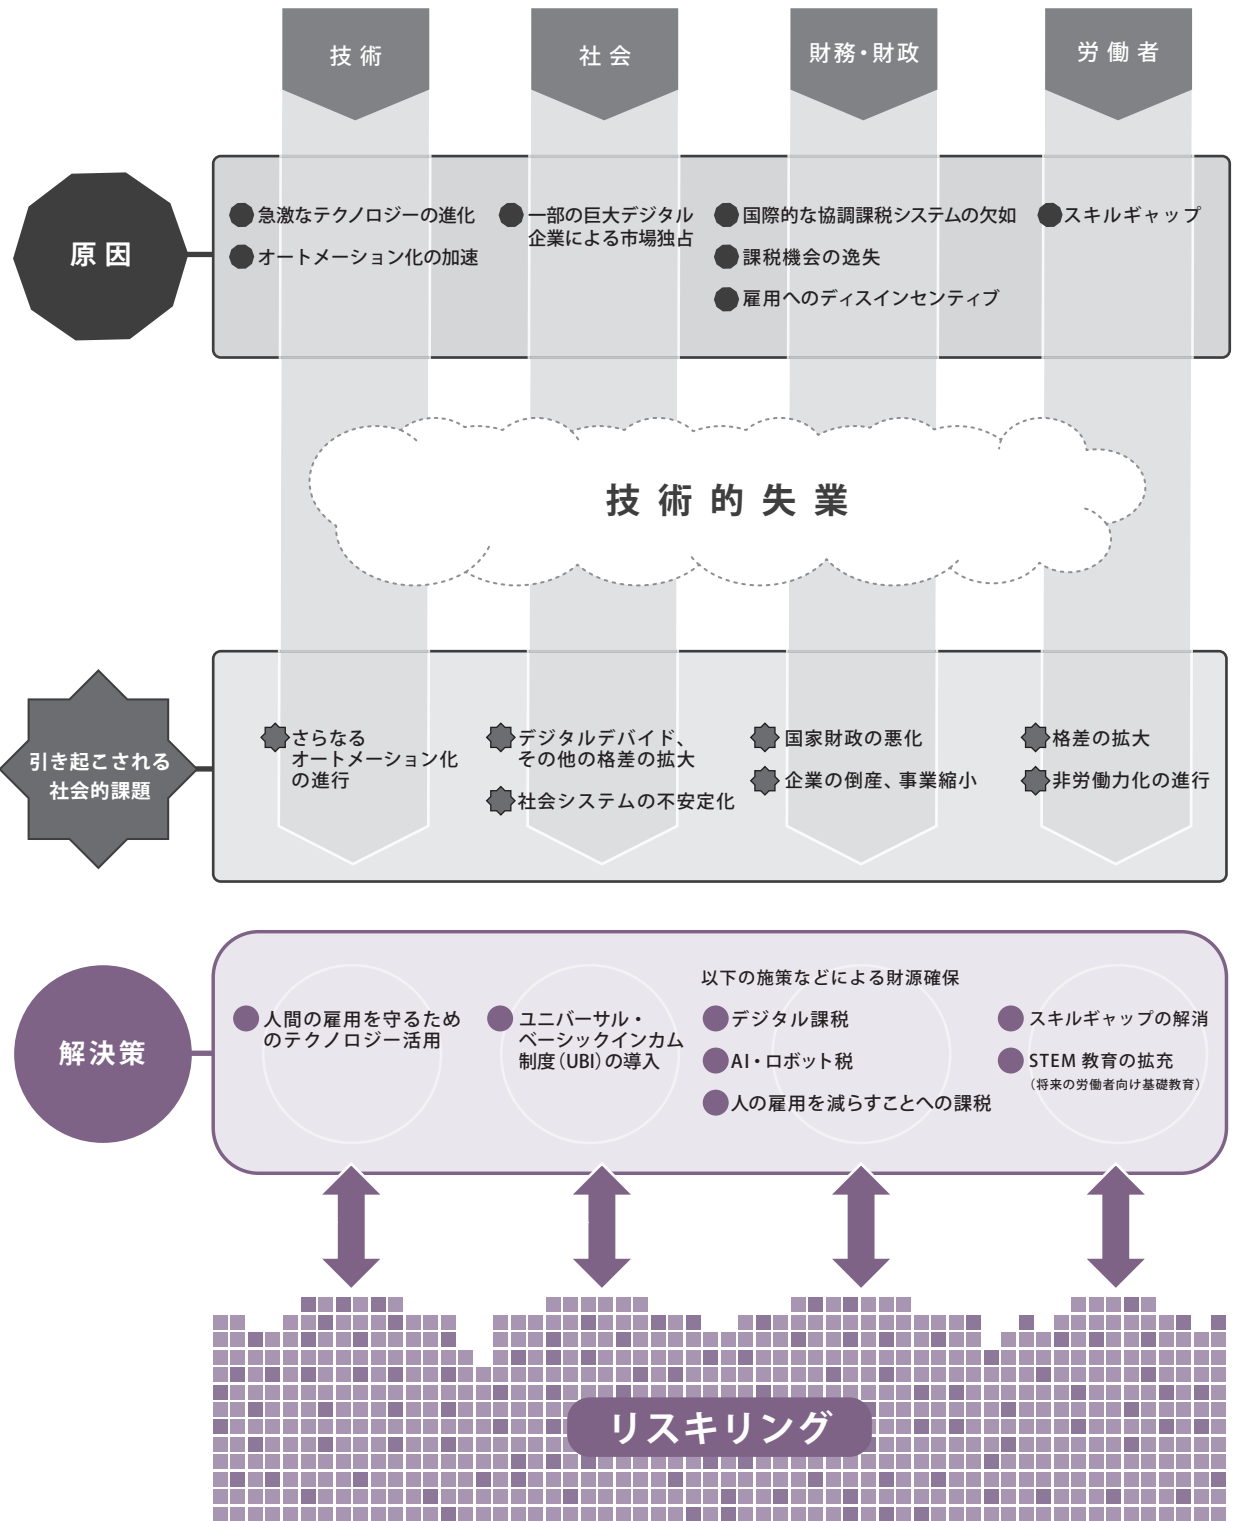 技術
社会
財務・財政
労働者
原因
急激なテクノロジーの進化
オートメーション化の加速
一部の巨大デジタル
企業による市場独占
国際的な協調課税システムの欠如
課税機会の逸失
雇用へのディスインセンティブ
スキルギャップ
技術的失業
引き起こされる
社会的課題
さらなる
オートメーション化
の進行
デジタルデバイド、
その他の格差の拡大
社会システムの不安定化
国家財政の悪化
企業の倒産、事業縮小
格差の拡大
非労働力化の進行
解決策
人間の雇用を守るため
のテクノロジー活用
ユニバーサル・
ベーシックインカム
制度(UBI)の導入
以下の施策などによる財源確保
デジタル課税
AI・ロボット税
人の雇用を減らすことへの課税
スキルギャップの解消
STEM 教育の拡充
(将来の労働者向け基礎教育)
リスキリング